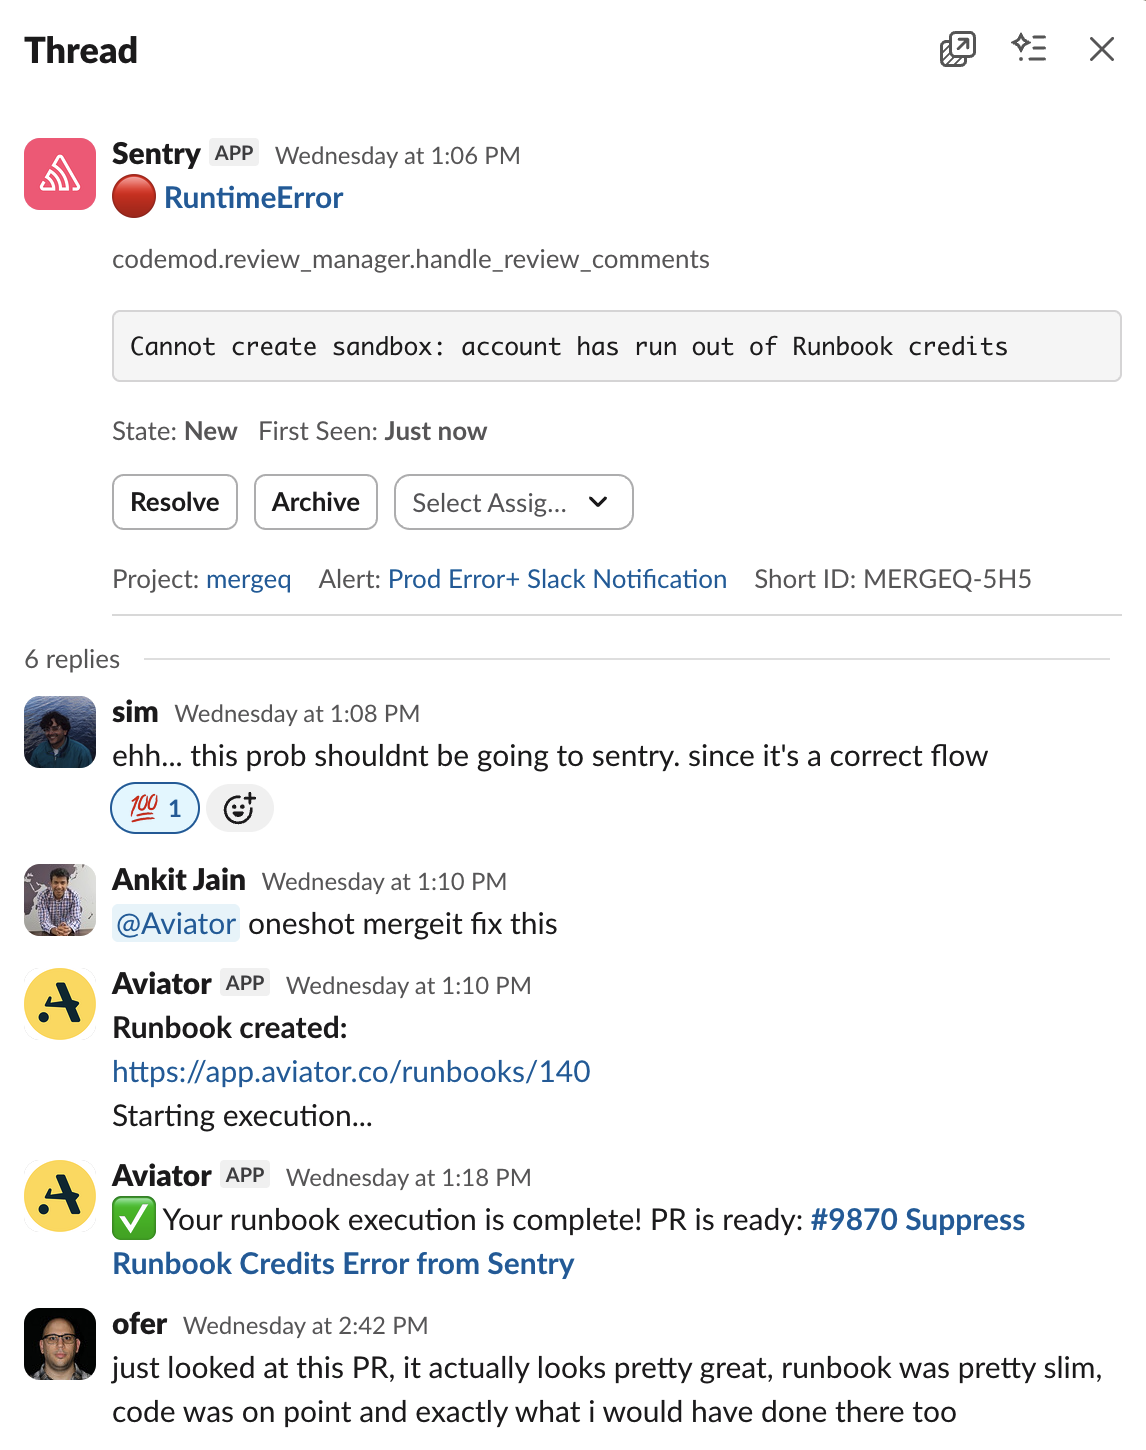 Thread
Sentry APP Wednesday at 1:06 PM
RuntimeError
codemod.review_manager.handle_review_comments
Cannot create sandbox: account has run out of Runbook credits
State: New First Seen: Just now
Resolve Archive Select Assig...
Project: mergeq Alert: Prod Error+ Slack Notification Short ID: MERGEQ-5H5
6 replies
sim Wednesday at 1:08 PM
ehh... this prob shouldnt be going to sentry. since it's a correct flow
💯 1
Ankit Jain Wednesday at 1:10 PM
@Aviator oneshot mergeit fix this
Aviator APP Wednesday at 1:10 PM
Runbook created:
https://app.aviator.co/runbooks/140
Starting execution...
Aviator APP Wednesday at 1:18 PM
✅ Your runbook execution is complete! PR is ready: #9870 Suppress
Runbook Credits Error from Sentry
ofer Wednesday at 2:42 PM
just looked at this PR, it actually looks pretty great, runbook was pretty slim,
code was on point and exactly what i would have done there too